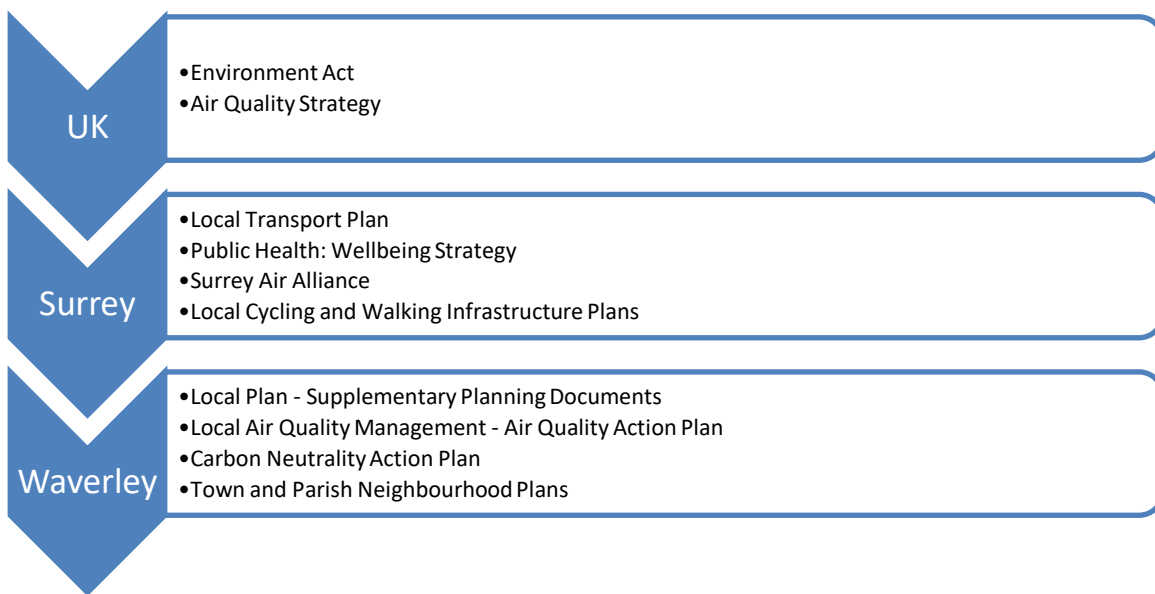 UK
•Environment Act
•Air Quality Strategy
Surrey
•Local Transport Plan
•Public Health: Wellbeing Strategy
•Surrey Air Alliance
•Local Cycling and Walking Infrastructure Plans
Waverley
•Local Plan - Supplementary Planning Documents
•Local Air Quality Management - Air Quality Action Plan
•Carbon Neutrality Action Plan
•Town and Parish Neighbourhood Plans